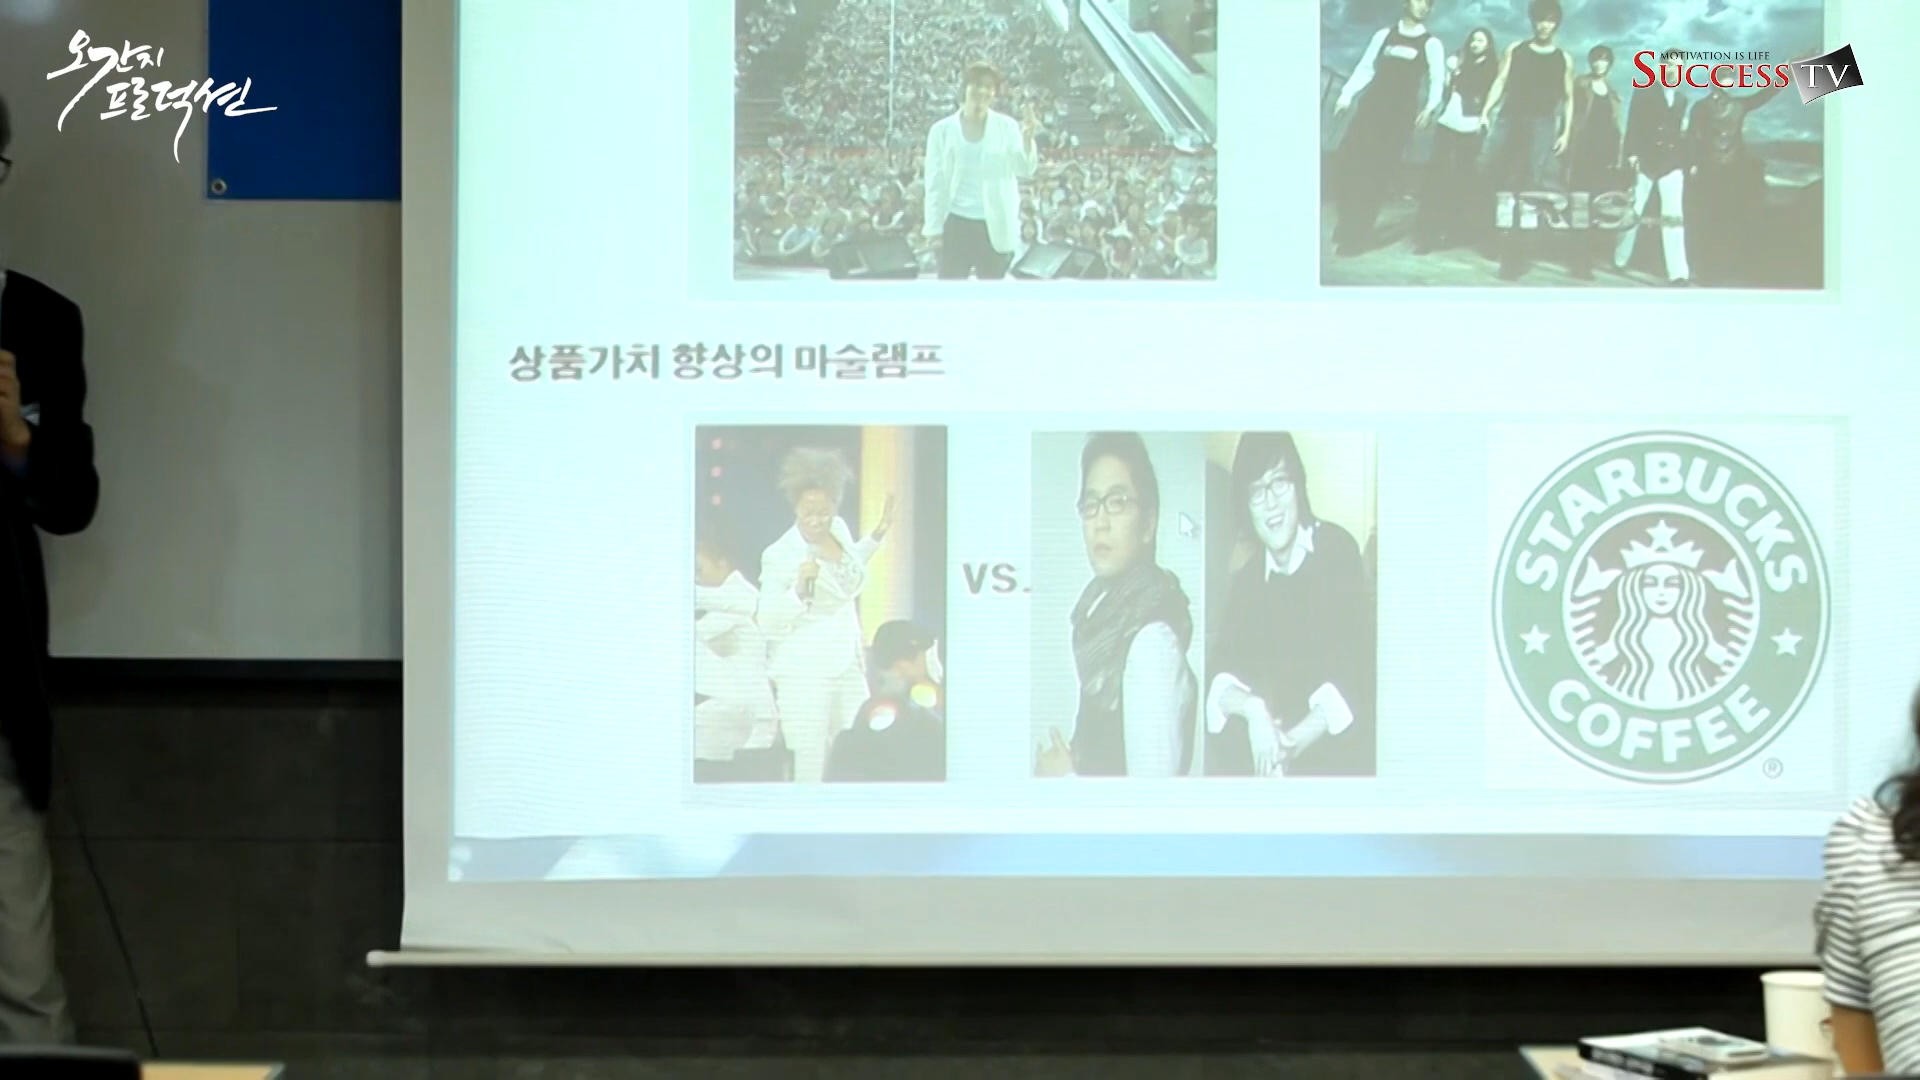 오간지
프로덕션
MOTIVATION IS LIFE
SUCCESS TV
IRIS
상품가치 향상의 마술램프
VS.
STARBUCKS
COFFEE
®